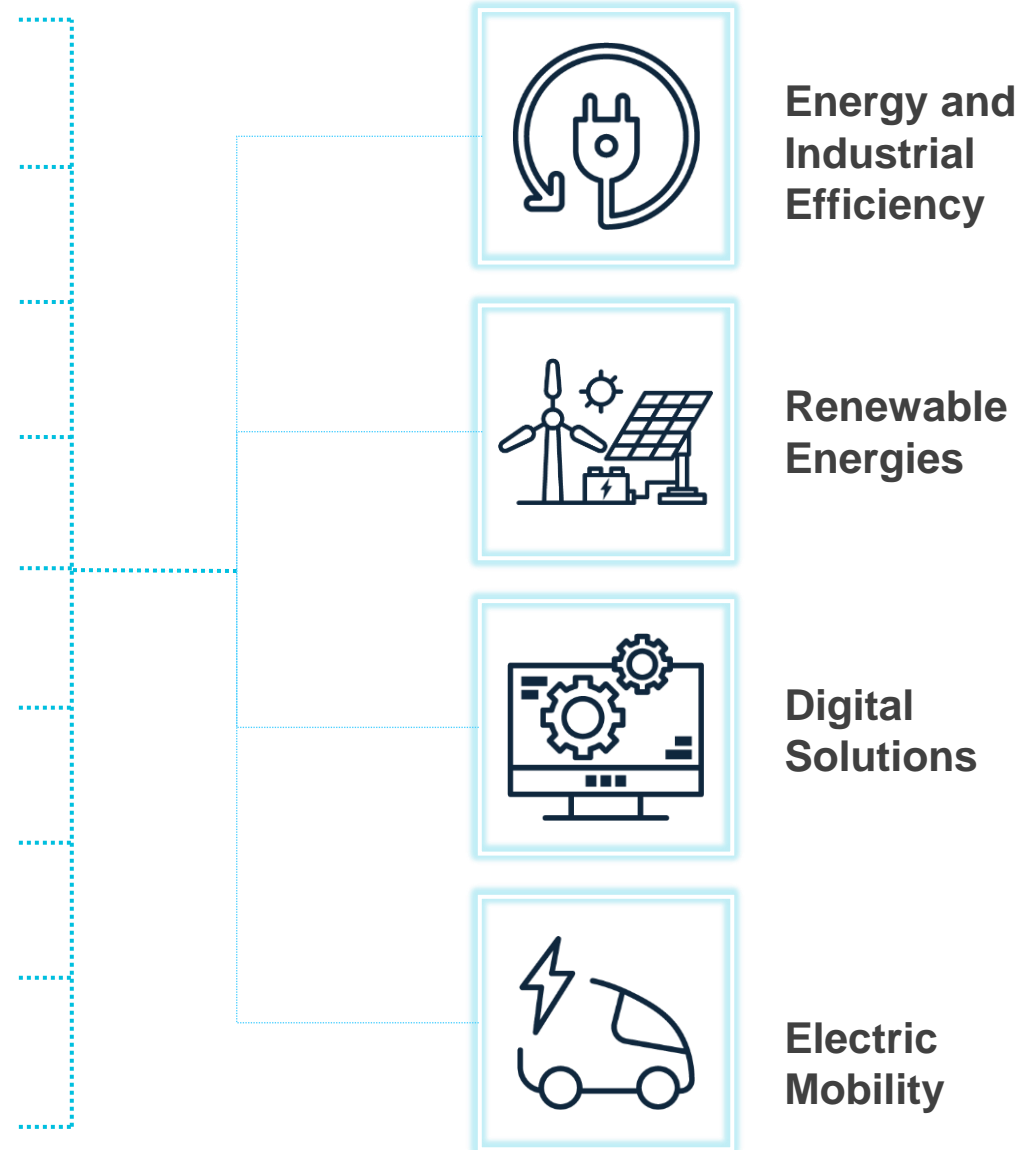 Energy and
Industrial
Efficiency
Renewable
Energies
Digital
Solutions
Electric
Mobility